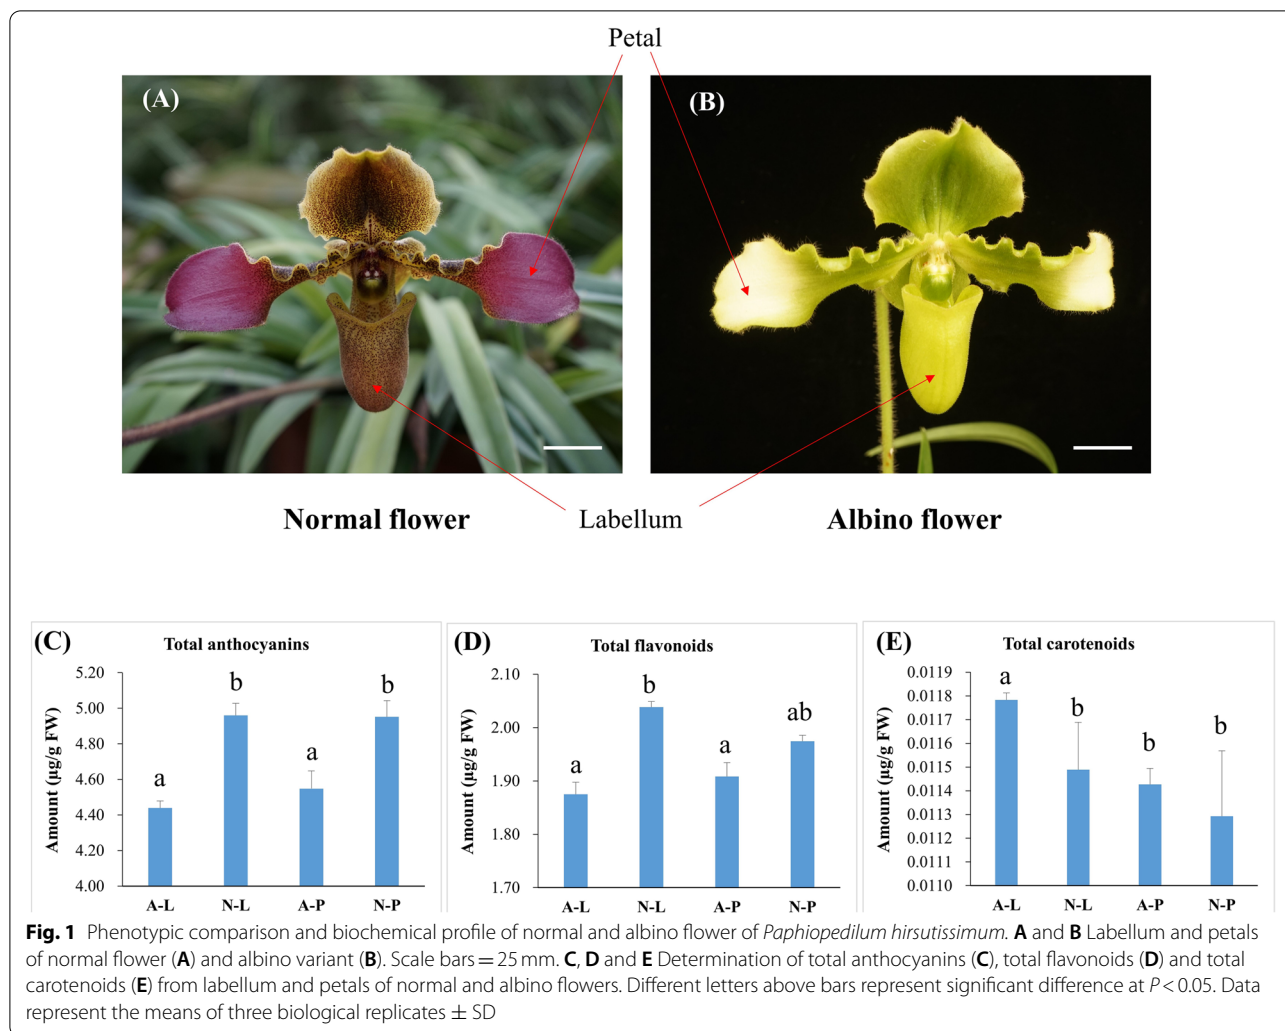 Petal
(A)
(B)
Normal flower
Labellum
Albino flower
(C)
Total anthocyanins
Amount (µg/g FW)
5.20
5.00
4.80
4.60
4.40
4.20
4.00
a
b
a
b
A-L
N-L
A-P
N-P
(D)
Total flavonoids
Amount (µg/g FW)
2.10
2.00
1.90
1.80
1.70
a
b
a
ab
A-L
N-L
A-P
N-P
(E)
Total carotenoids
Amount (µg/g FW)
0.0119
0.0118
0.0117
0.0116
0.0115
0.0114
0.0113
0.0112
0.0111
0.0110
a
b
b
b
A-L
N-L
A-P
N-P
Fig. 1 Phenotypic comparison and biochemical profile of normal and albino flower of Paphiopedilum hirsutissimum. A and B Labellum and petals
of normal flower (A) and albino variant (B). Scale bars = 25 mm. C, D and E Determination of total anthocyanins (C), total flavonoids (D) and total
carotenoids (E) from labellum and petals of normal and albino flowers. Different letters above bars represent significant difference at P < 0.05. Data
represent the means of three biological replicates ± SD